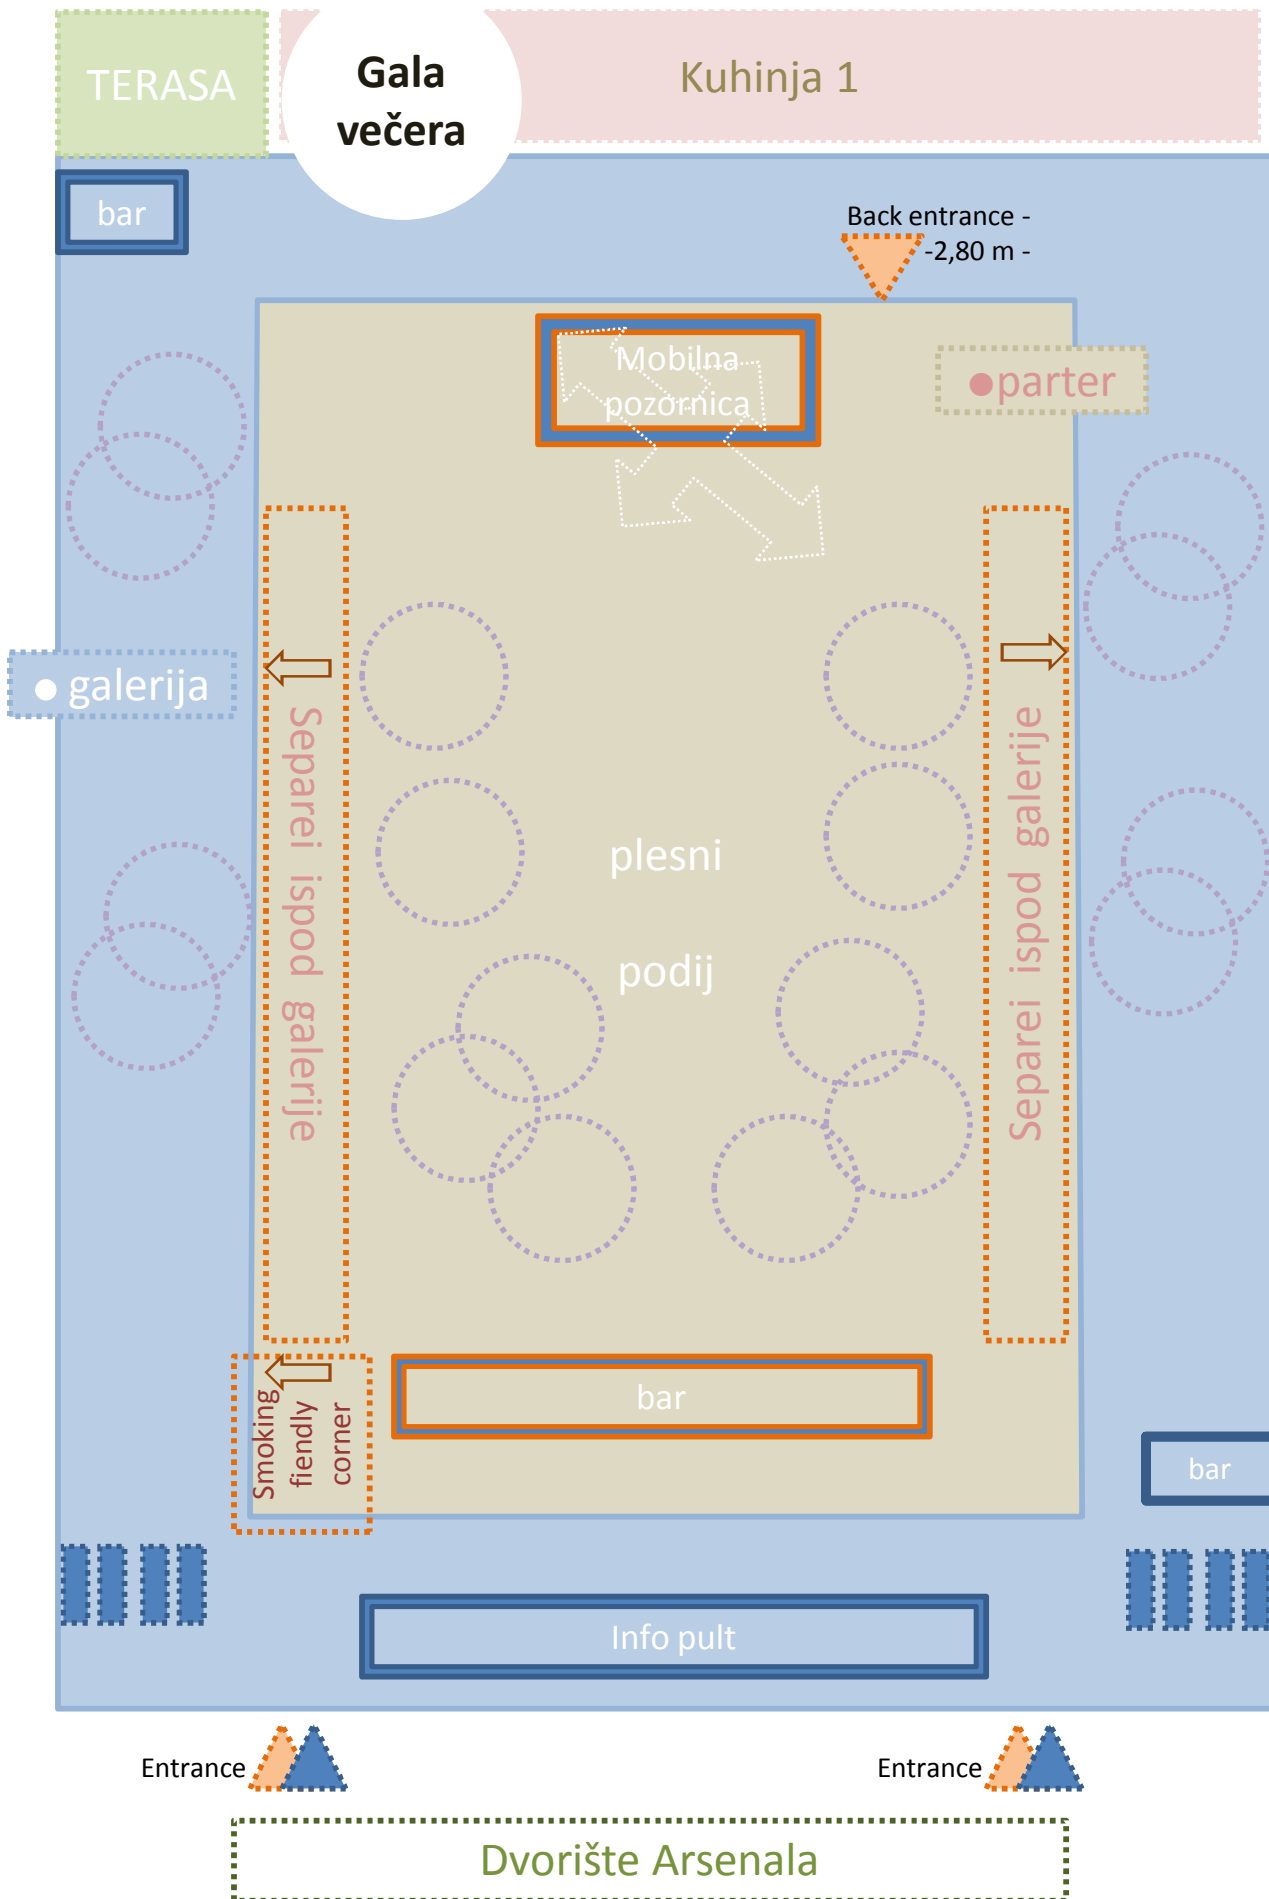 TERASA
Gala
večera
Kuhinja 1
bar
Back entrance -
-2,80 m -
Mobilna
pozornica
●parter
● galerija
Separei ispod galerije
Separei ispod galerije
plesni
podij
Smoking
fiendly
corner
bar
bar
Info pult
Entrance
Entrance
Dvorište Arsenala